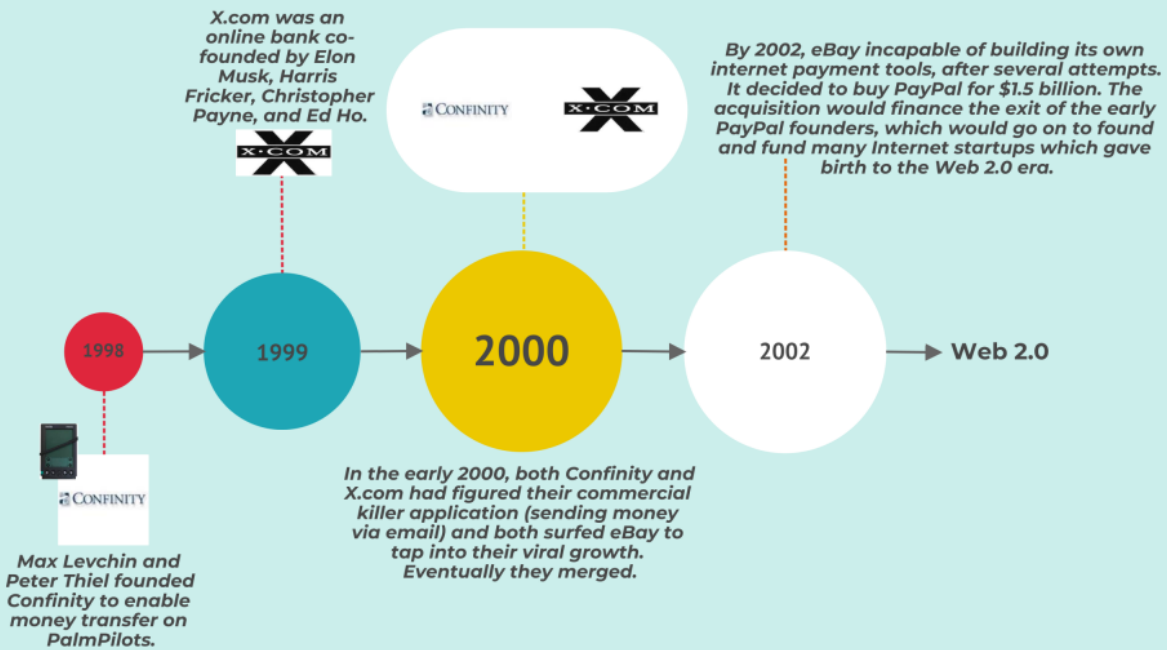 X.com was an
online bank co-
founded by Elon
Musk, Harris
Fricker, Christopher
Payne, and Ed Ho.
X•COM
CONFINITY
X•COM
By 2002, eBay incapable of building its own
internet payment tools, after several attempts.
It decided to buy PayPal for $1.5 billion. The
acquisition would finance the exit of the early
PayPal founders, which would go on to found
and fund many Internet startups which gave
birth to the Web 2.0 era.
1998
1999
2000
2002
Web 2.0
CONFINITY
Max Levchin and
Peter Thiel founded
Confinity to enable
money transfer on
PalmPilots.
In the early 2000, both Confinity and
X.com had figured their commercial
killer application (sending money
via email) and both surfed eBay to
tap into their viral growth.
Eventually they merged.